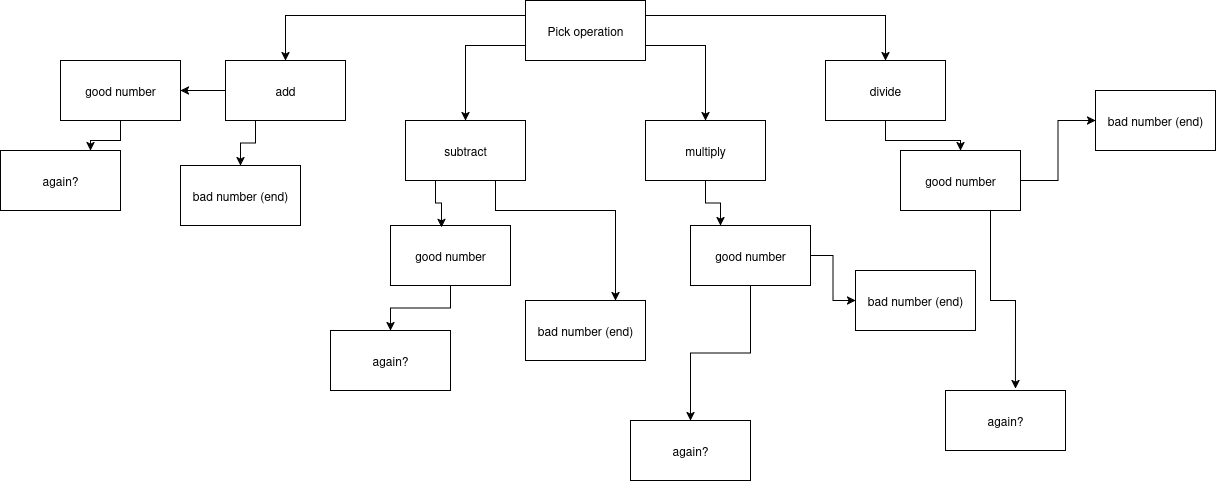 Pick operation
good number
add
divide
bad number (end)
again?
bad number (end)
subtract
multiply
good number
good number
bad number (end)
good number
bad number (end)
again?
again?
again?